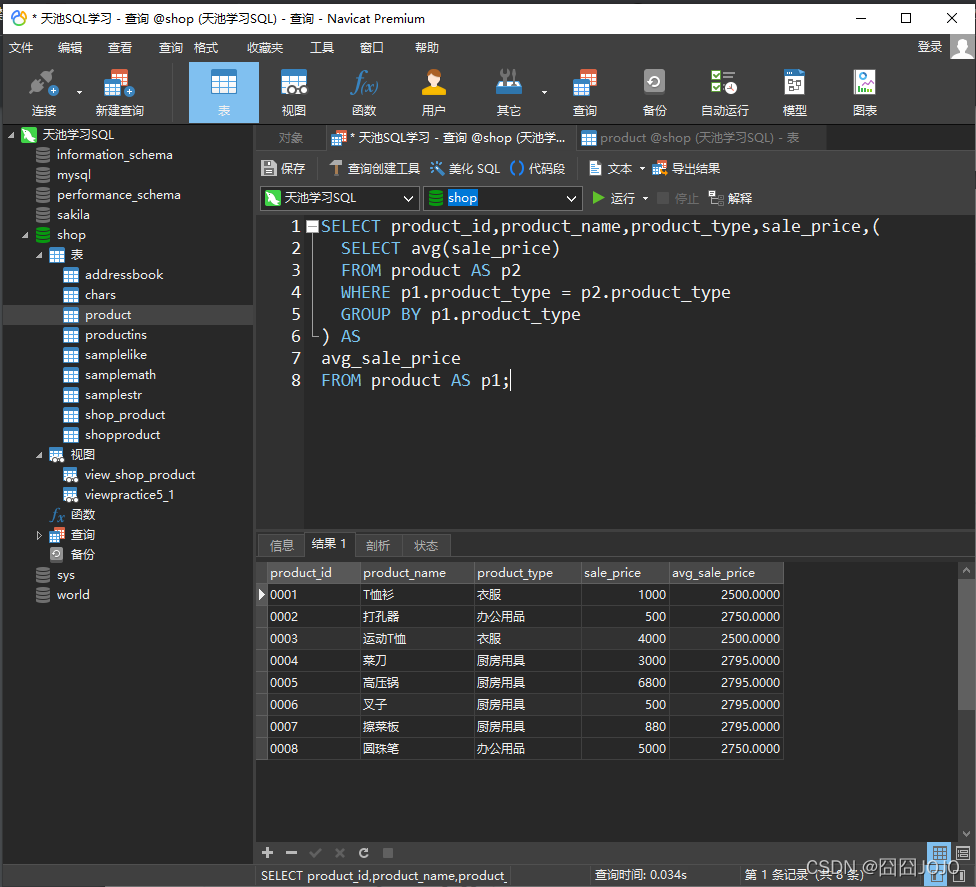 * 天池SQL学习 - 查询 @shop (天池学习SQL) - 查询 - Navicat Premium
文件 编辑 查看 查询 格式 收藏夹 工具 窗口 帮助 登录
连接 新建查询 表 视图 函数 用户 其它 查询 备份 自动运行 模型 图表
天池学习SQL
information_schema
mysql
performance_schema
sakila
shop
表
addressbook
chars
product
productins
samplelike
samplemath
samplestr
shop_product
shopproduct
视图
view_shop_product
viewpractice5_1
函数
查询
备份
sys
world
对象 * 天池SQL学习 - 查询 @shop (天池学... product @shop (天池学习SQL) - 表
保存 查询创建工具 美化 SQL 代码段 文本 导出结果
天池学习SQL shop 运行 停止 解释
1 SELECT product_id,product_name,product_type,sale_price,(
2 SELECT avg(sale_price)
3 FROM product AS p2
4 WHERE p1.product_type = p2.product_type
5 GROUP BY p1.product_type
6 ) AS
7 avg_sale_price
8 FROM product AS p1;
信息 结果 1 剖析 状态
product_id product_name product_type sale_price avg_sale_price
0001 T恤衫 衣服 1000 2500.0000
0002 打孔器 办公用品 500 2750.0000
0003 运动T恤 衣服 4000 2500.0000
0004 菜刀 厨房用具 3000 2795.0000
0005 高压锅 厨房用具 6800 2795.0000
0006 叉子 厨房用具 500 2795.0000
0007 擦菜板 厨房用具 880 2795.0000
0008 圆珠笔 办公用品 5000 2750.0000
SELECT product_id,product_name,product_ 查询时间: 0.034s 第 1 条记录 (共 8 条)
CSDN @囧囧JOJO